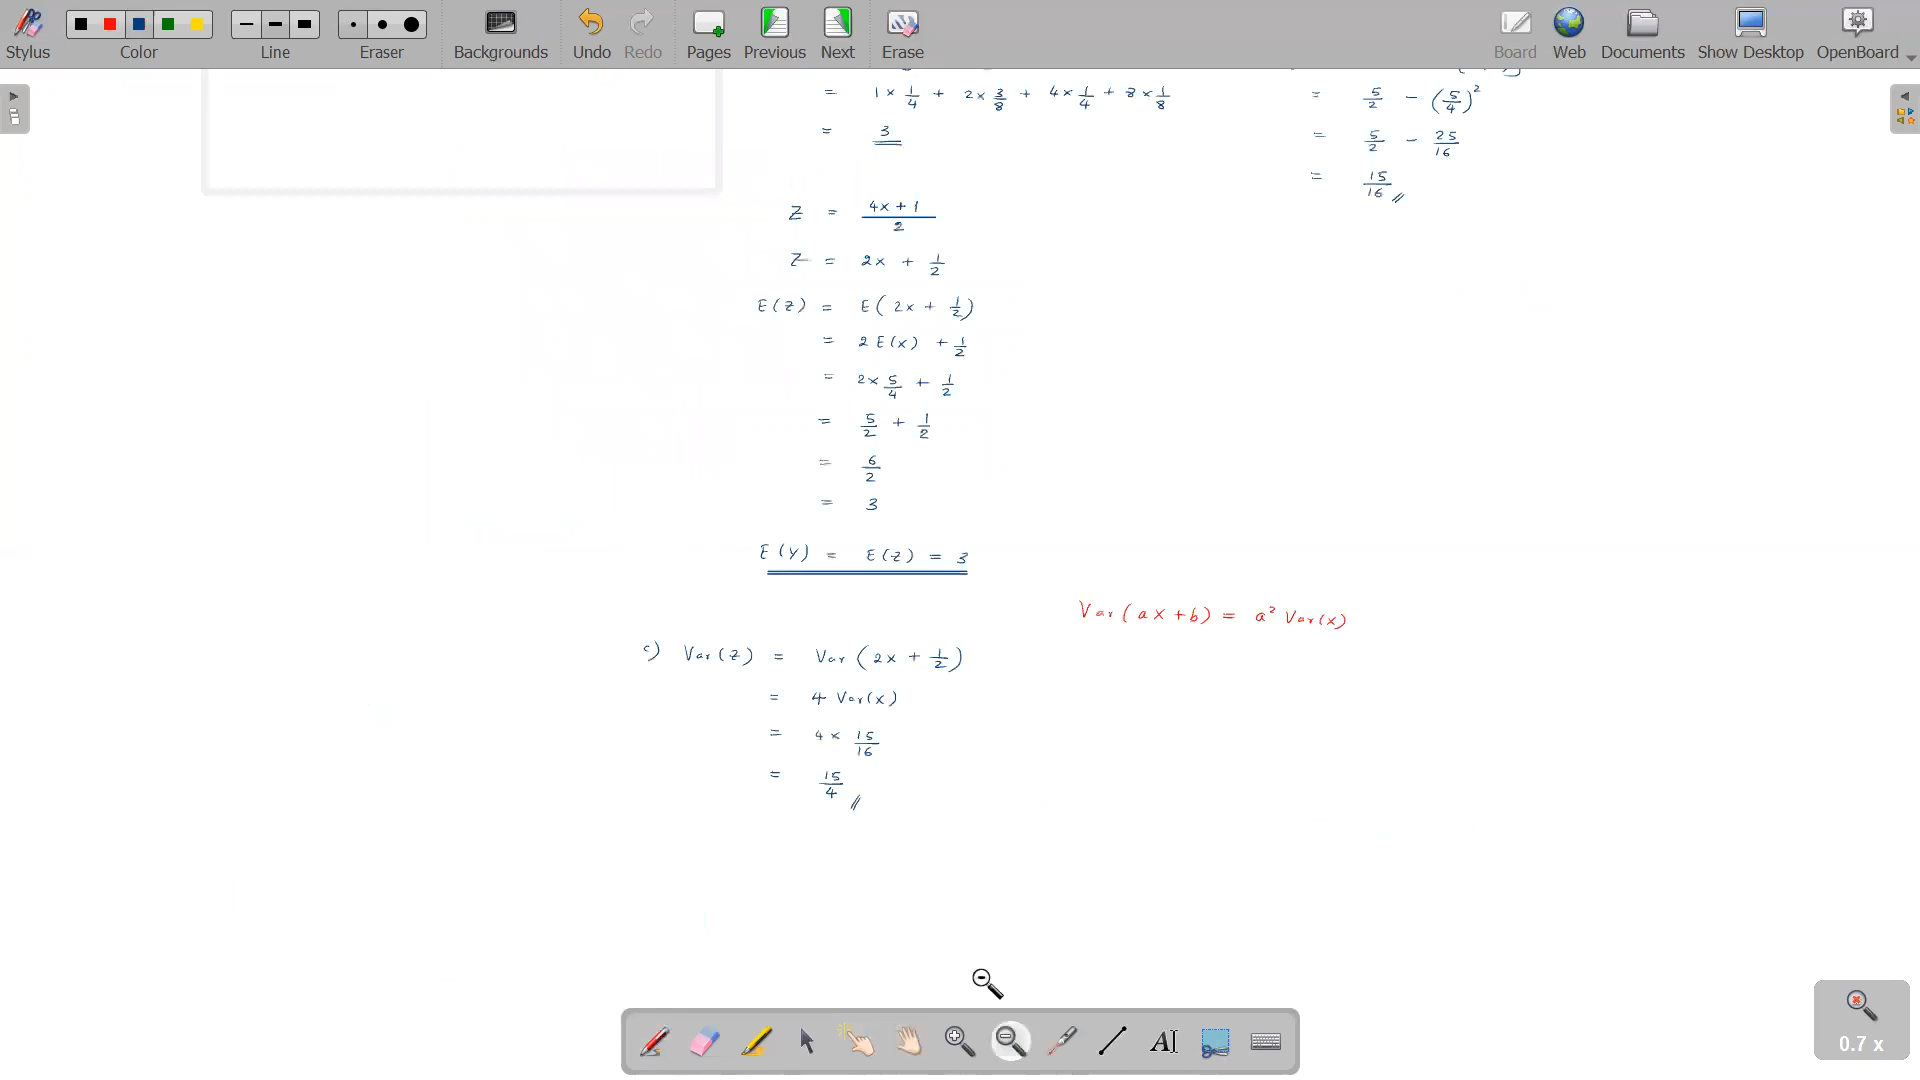 Stylus Color Line Eraser Backgrounds Undo Redo Pages Previous Next Erase Board Web Documents Show Desktop OpenBoard
= 1 × 1/4 + 2 × 3/8 + 4 × 1/4 + 8 × 1/8
= 3
Z = (4x + 1)/2
Z = 2x + 1/2
E(Z) = E(2x + 1/2)
= 2 E(x) + 1/2
= 2 × 5/4 + 1/2
= 5/2 + 1/2
= 6/2
= 3
E(Y) = E(Z) = 3
= 5/2 - (5/4)²
= 5/2 - 25/16
= 15/16 //
Var(ax + b) = a² Var(x)
c) Var(Z) = Var(2x + 1/2)
= 4 Var(x)
= 4 × 15/16
= 15/4 //
AI
0.7 x